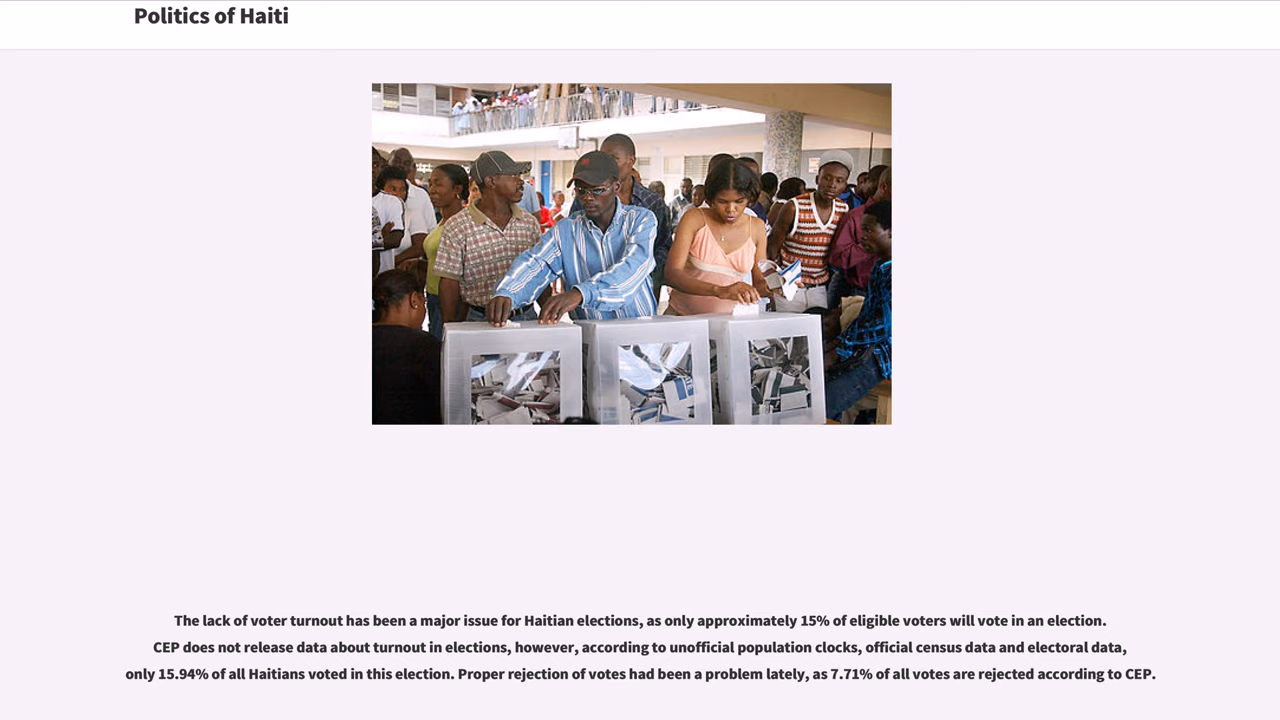 Politics of Haiti
The lack of voter turnout has been a major issue for Haitian elections, as only approximately 15% of eligible voters will vote in an election.
CEP does not release data about turnout in elections, however, according to unofficial population clocks, official census data and electoral data,
only 15.94% of all Haitians voted in this election. Proper rejection of votes had been a problem lately, as 7.71% of all votes are rejected according to CEP.